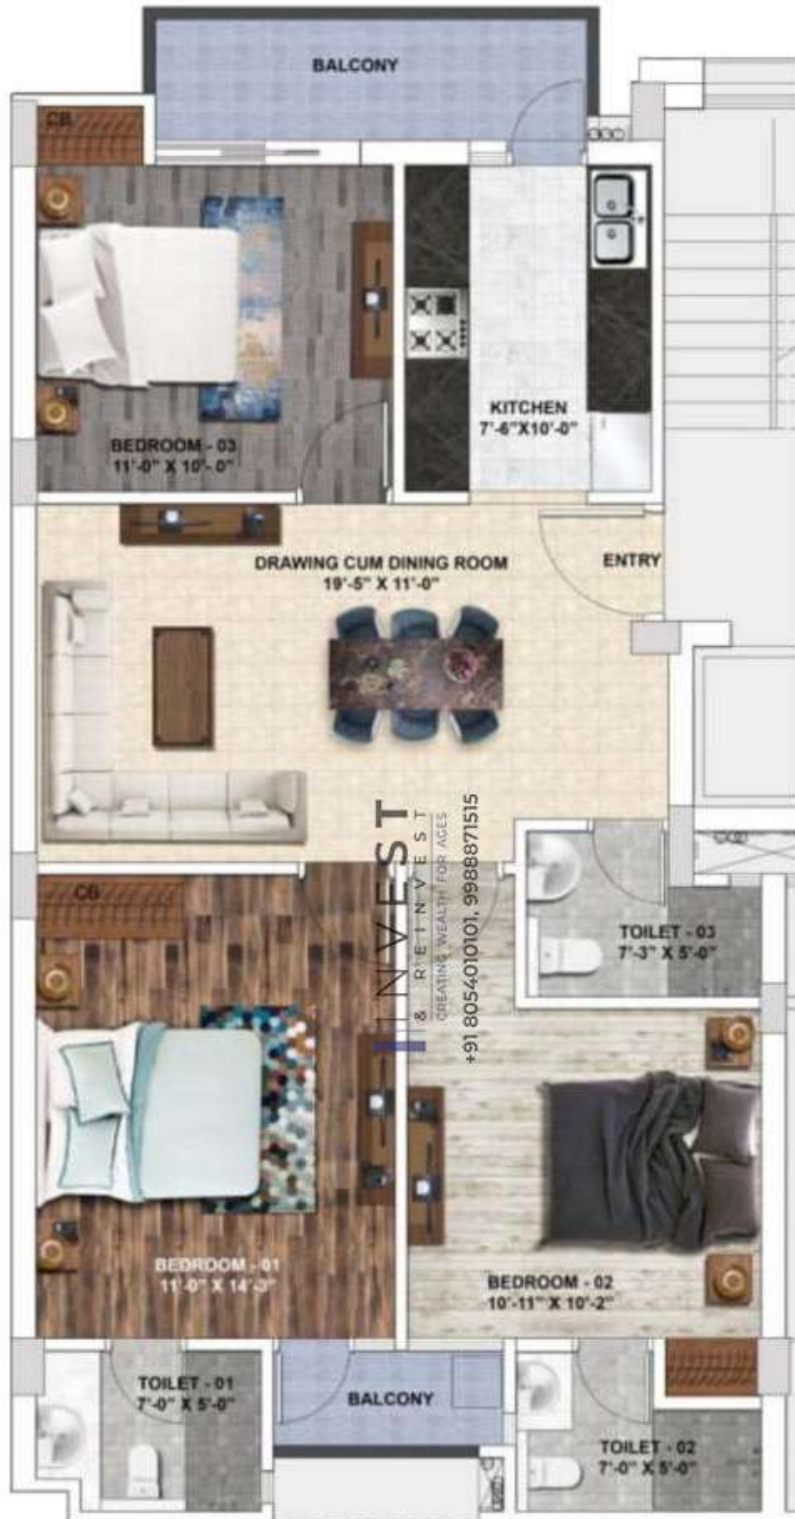 BALCONY
CB
BEDROOM - 03
11'-0" X 10'- 0"
KITCHEN
7'-6"X10'-0"
DRAWING CUM DINING ROOM
19'-5" X 11'-0"
ENTRY
INVEST
& REINVEST
CREATING WEALTH FOR AGES
+91 8054010101, 9988871515
CB
TOILET - 03
7'-3" X 5'-0"
BEDROOM - 01
11'-0" X 14'-3"
BEDROOM - 02
10'-11" X 10'-2"
TOILET - 01
7'-0" X 5'-0"
BALCONY
TOILET - 02
7'-0" X 5'-0"